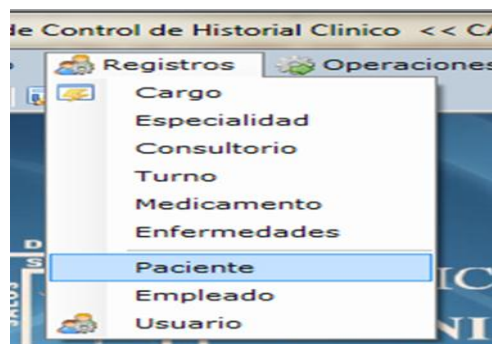 de Control de Historial Clinico << CA
Registros Operaciones
Cargo
Especialidad
Consultorio
Turno
Medicamento
Enfermedades
Paciente
Empleado
Usuario